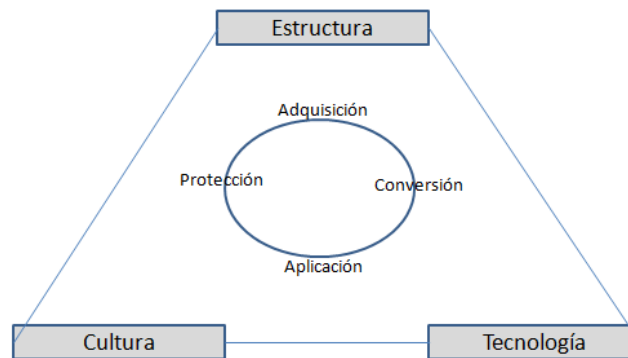 Estructura
Adquisición
Protección
Conversión
Aplicación
Cultura
Tecnología